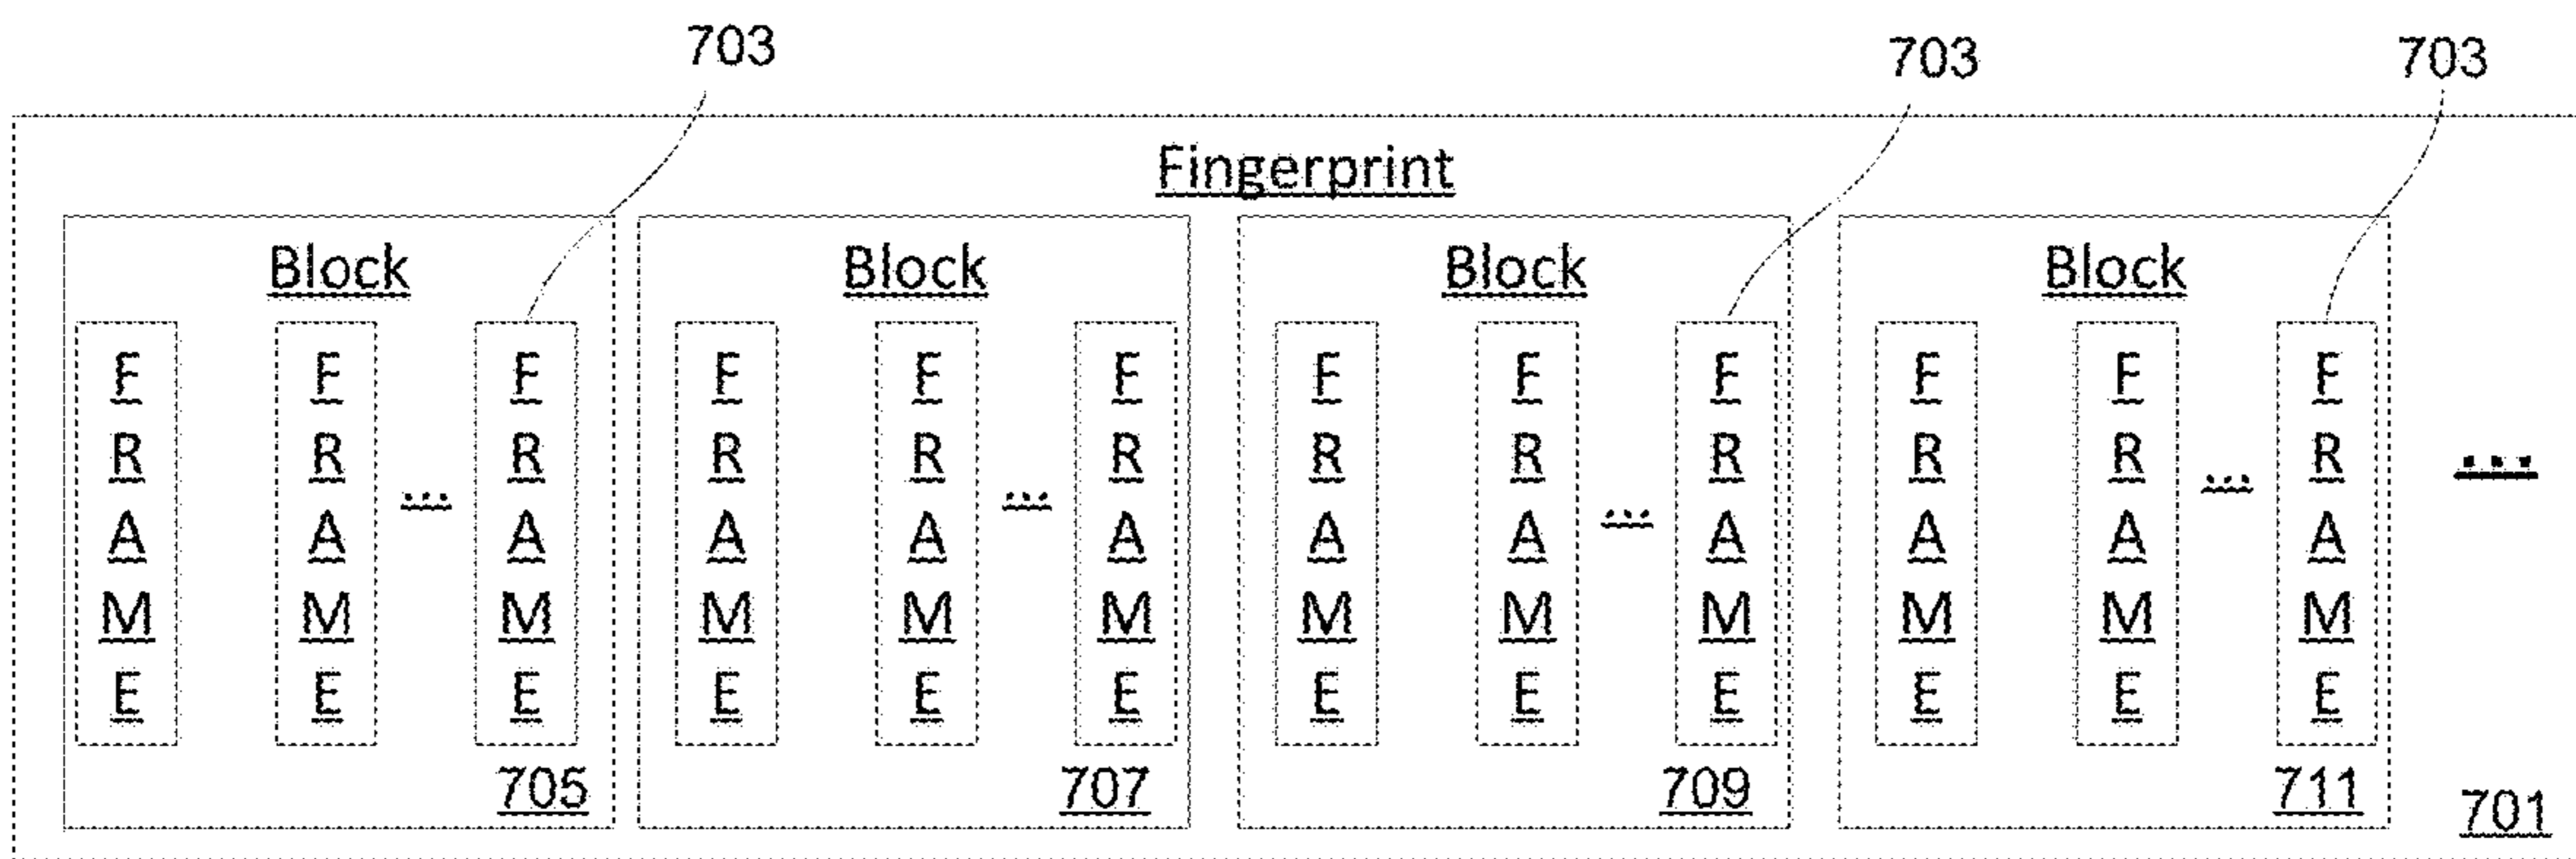 703 703 703
Fingerprint
Block Block Block Block
F F F F F F F F F F F F
R R R R R R R R R R R R
... ... ... ... ...
A A A A A A A A A A A A
M M M M M M M M M M M M
E E E E E E E E E E E E
705 707 709 711
701